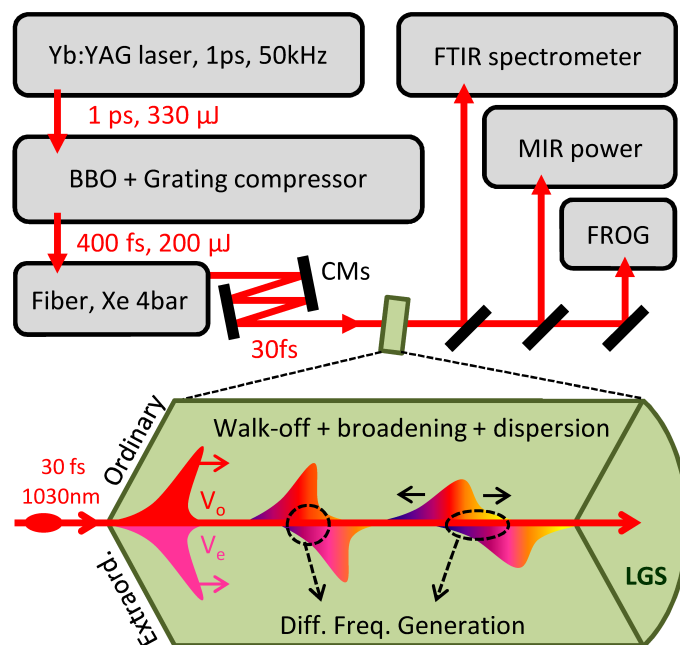 Yb:YAG laser, 1ps, 50kHz
FTIR spectrometer
1 ps, 330 µJ
MIR power
BBO + Grating compressor
FROG
400 fs, 200 µJ
CMs
Fiber, Xe 4bar
30fs
Ordinary
Walk-off + broadening + dispersion
30 fs
1030nm
Vo
Ve
LGS
Extraord.
Diff. Freq. Generation